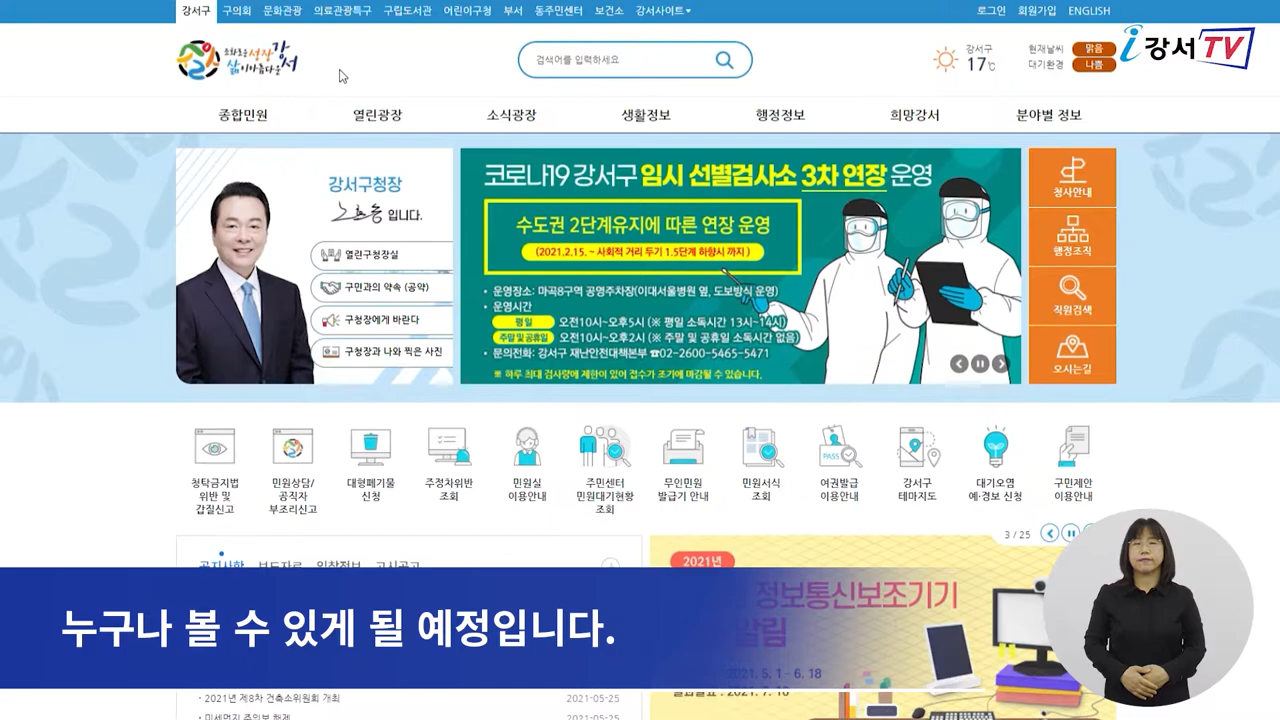 강서구 구의회 문화관광 의료관광특구 구립도서관 어린이구청 부서 동주민센터 보건소 강서사이트 로그인 회원가입 ENGLISH
조화로운 성장 강서
삶이 아름다운
검색어를 입력하세요
강서구
17℃
현재날씨 맑음
대기환경 나쁨
i강서TV
종합민원 열린광장 소식광장 생활정보 행정정보 희망강서 분야별 정보
강서구청장
노현송 입니다.
열린구청장실
구민과의 약속 (공약)
구청장에게 바란다
구청장과 나와 찍은 사진
코로나19 강서구 임시 선별검사소 3차 연장 운영
수도권 2단계유지에 따른 연장 운영
(2021.2.15. ~ 사회적 거리 두기 1.5단계 하향시 까지 )
• 운영장소: 마곡8구역 공영주차장(이대서울병원 옆, 도보방식 운영)
• 운영시간
평 일 오전10시~오후5시 (※ 평일 소독시간 13시~14시)
주말 및 공휴일 오전10시~오후2시 (※ 주말 및 공휴일 소독시간 없음)
• 문의전화: 강서구 재난안전대책본부 ☎02-2600-5465~5471
※ 하루 최대 검사량에 제한이 있어 접수가 조기에 마감될 수 있습니다.
청사안내
행정조직
직원검색
오시는길
청탁금지법
위반 및
갑질신고
민원상담/
공직자
부조리신고
대형폐기물
신청
주정차위반
조회
민원실
이용안내
주민센터
민원대기현황
조회
무인민원
발급기 안내
민원서식
조회
PASS
여권발급
이용안내
강서구
테마지도
대기오염
예·경보 신청
구민제안
이용안내
3 / 25
공지사항 보도자료 입찰정보 고시공고
2021년
정보통신보조기기
알림
2021. 5. 1 - 6. 18
누구나 볼 수 있게 될 예정입니다.
• 2021년 제8차 건축소위원회 개최 2021-05-25
• 미세먼지 주의보 해제 2021-05-25